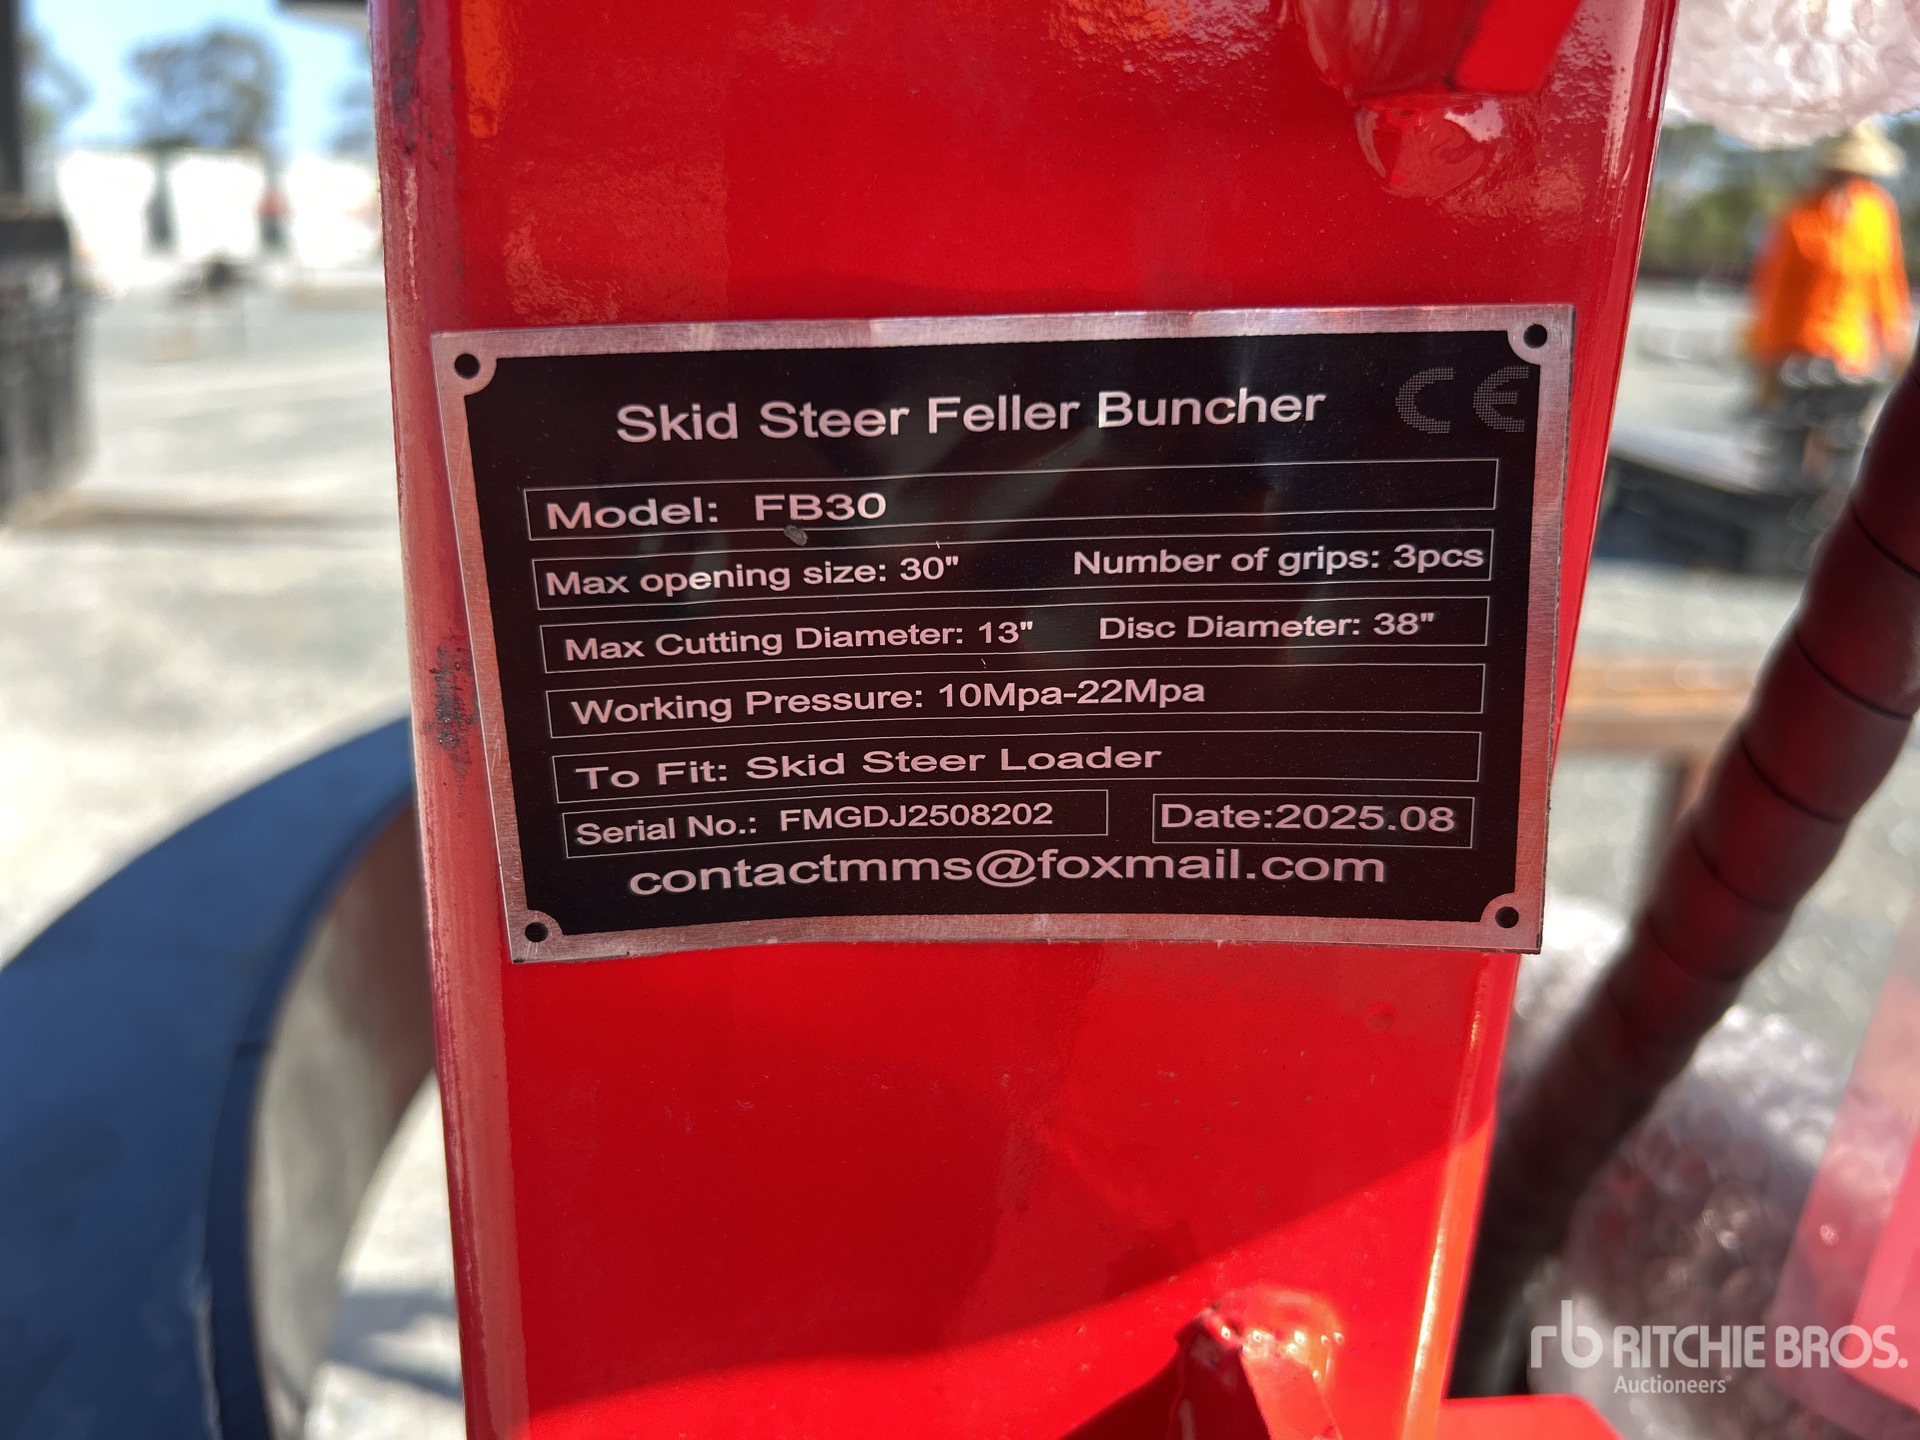 Skid Steer Feller Buncher CE
Model: FB30
Max opening size: 30" Number of grips: 3pcs
Max Cutting Diameter: 13" Disc Diameter: 38"
Working Pressure: 10Mpa-22Mpa
To Fit: Skid Steer Loader
Serial No.: FMGDJ2508202 Date:2025.08
contactmms@foxmail.com
rb RITCHIE BROS.
Auctioneers